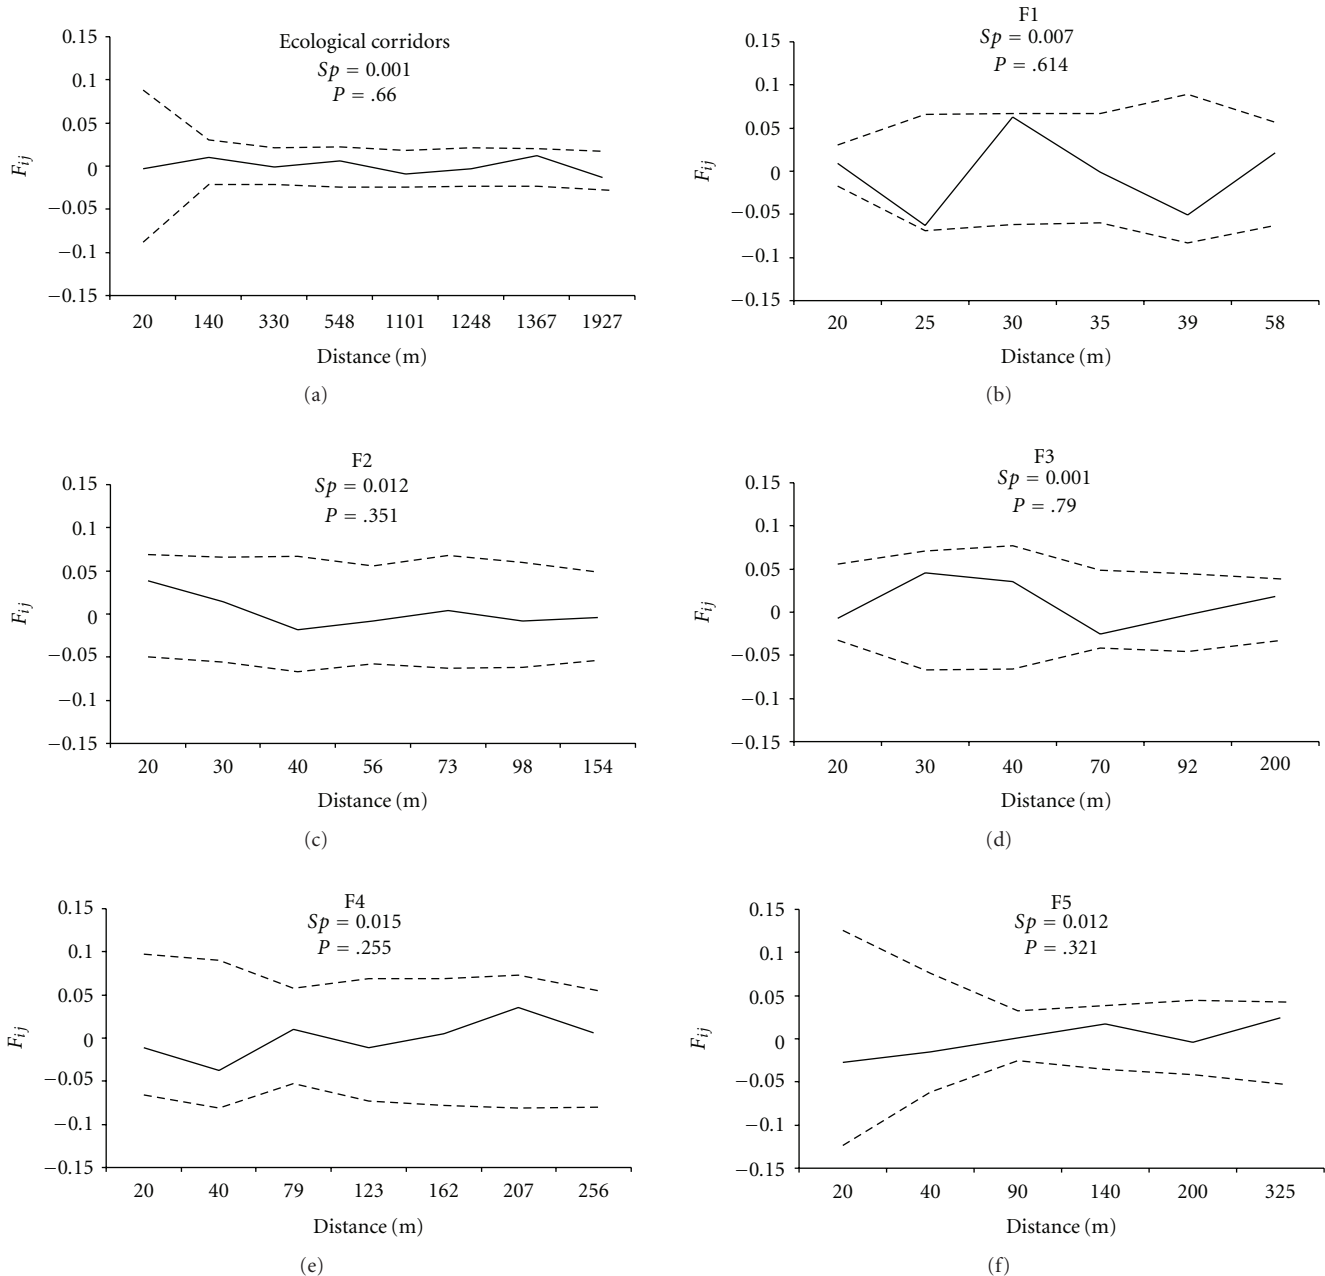 Ecological corridors
Sp = 0.001
P = .66
0.15
0.1
0.05
0
−0.05
−0.1
−0.15
F_ij
20 140 330 548 1101 1248 1367 1927
Distance (m)
(a)
F1
Sp = 0.007
P = .614
0.15
0.1
0.05
0
−0.05
−0.1
−0.15
F_ij
20 25 30 35 39 58
Distance (m)
(b)
F2
Sp = 0.012
P = .351
0.15
0.1
0.05
0
−0.05
−0.1
−0.15
F_ij
20 30 40 56 73 98 154
Distance (m)
(c)
F3
Sp = 0.001
P = .79
0.15
0.1
0.05
0
−0.05
−0.1
−0.15
F_ij
20 30 40 70 92 200
Distance (m)
(d)
F4
Sp = 0.015
P = .255
0.15
0.1
0.05
0
−0.05
−0.1
−0.15
F_ij
20 40 79 123 162 207 256
Distance (m)
(e)
F5
Sp = 0.012
P = .321
0.15
0.1
0.05
0
−0.05
−0.1
−0.15
F_ij
20 40 90 140 200 325
Distance (m)
(f)